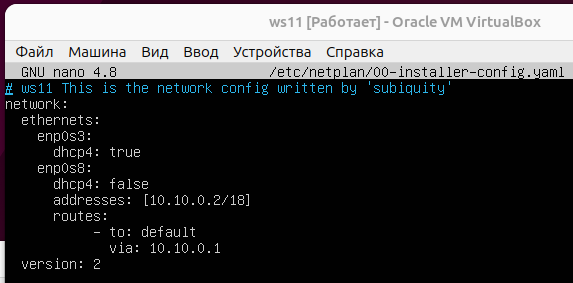 ws11 [Работает] - Oracle VM VirtualBox
Файл Машина Вид Ввод Устройства Справка
GNU nano 4.8 /etc/netplan/00-installer-config.yaml
# ws11 This is the network config written by 'subiquity'
network:
  ethernets:
    enp0s3:
      dhcp4: true
    enp0s8:
      dhcp4: false
      addresses: [10.10.0.2/18]
      routes:
           - to: default
             via: 10.10.0.1
  version: 2